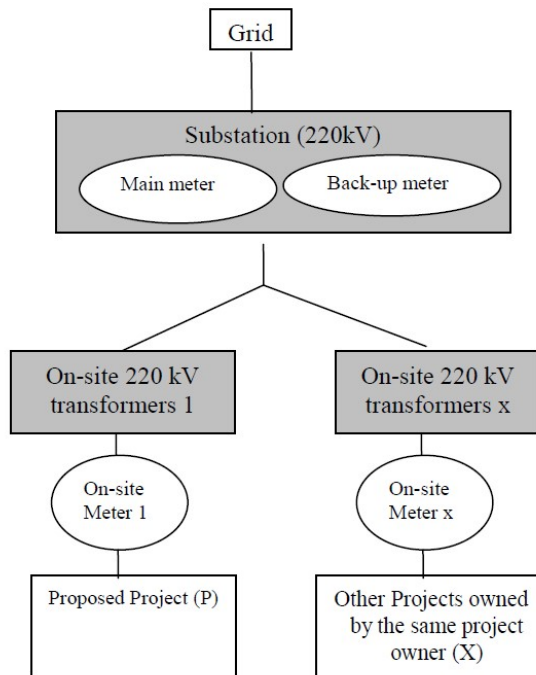 Grid
Substation (220kV)
Main meter
Back-up meter
On-site 220 kV
transformers 1
On-site 220 kV
transformers x
On-site
Meter 1
On-site
Meter x
Proposed Project (P)
Other Projects owned
by the same project
owner (X)